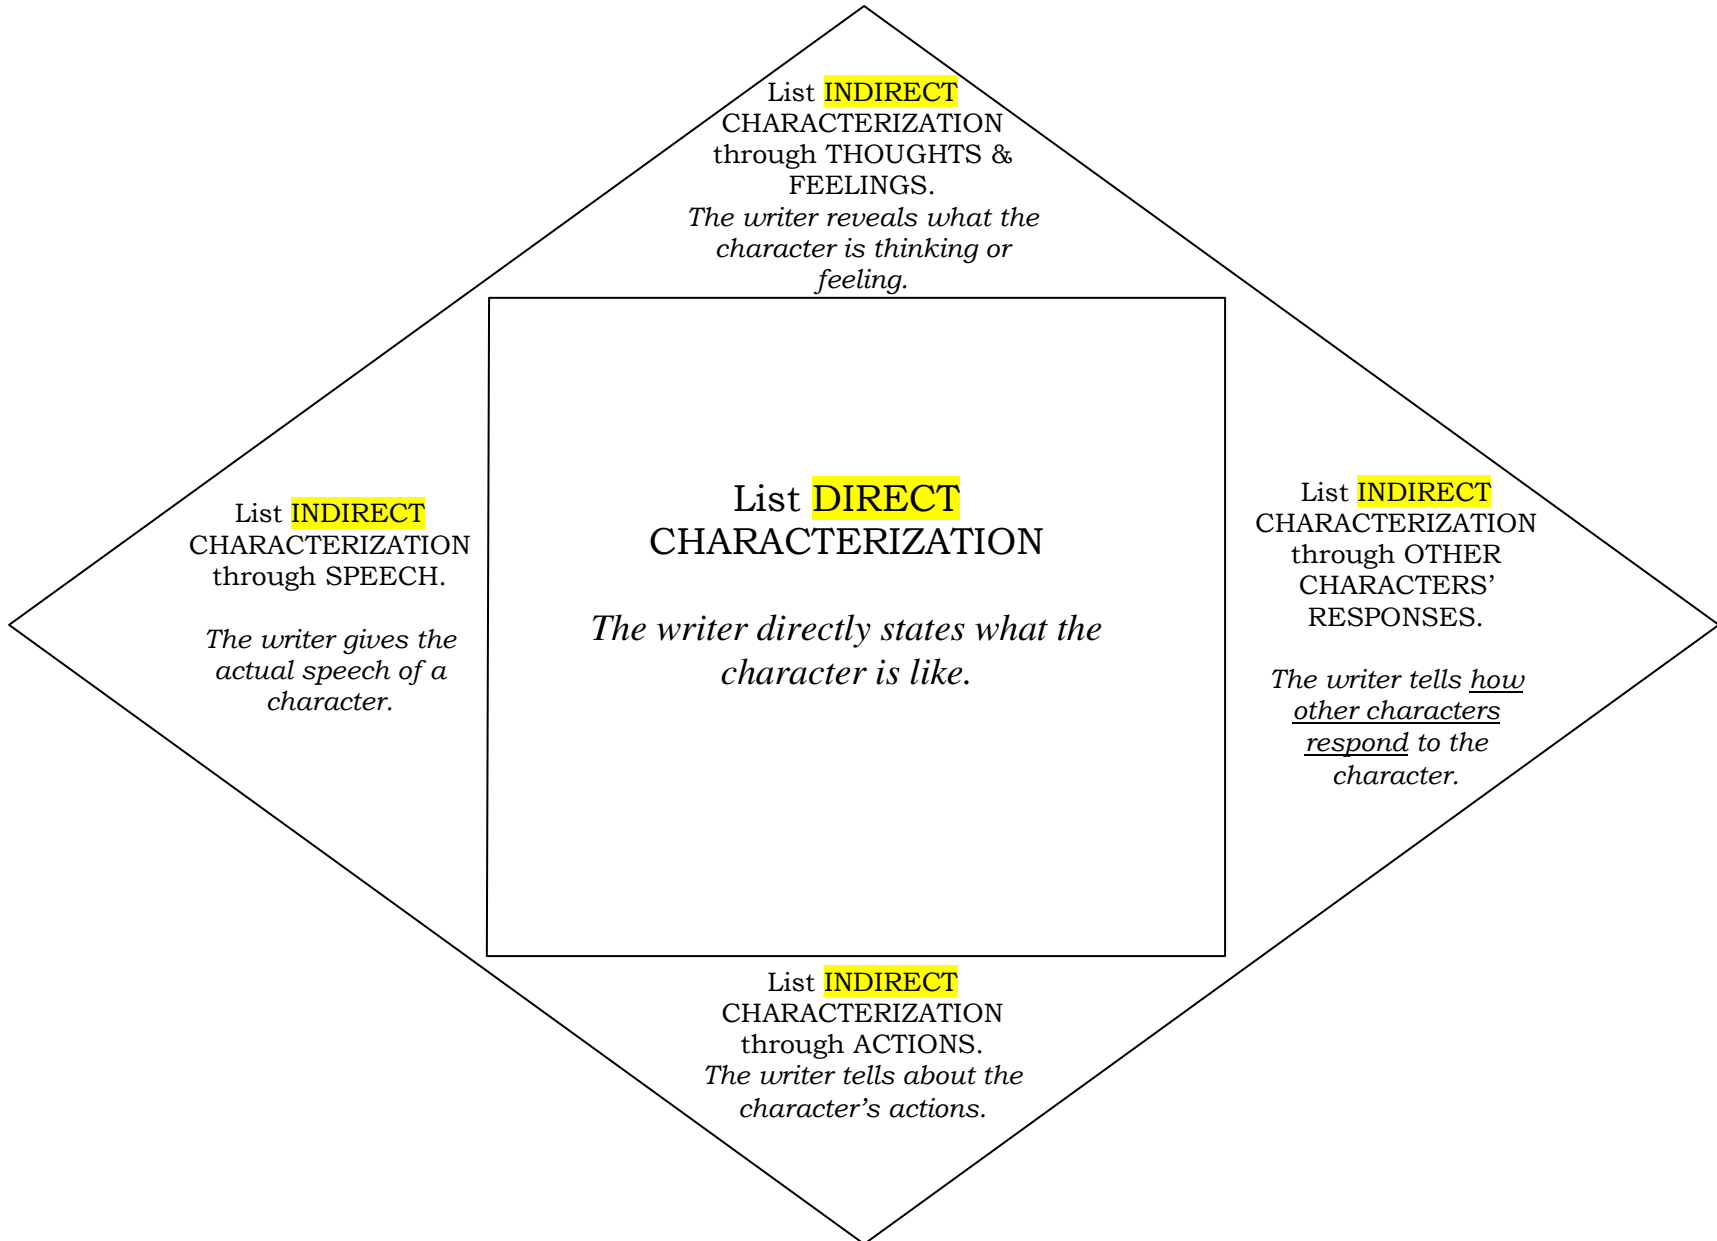 List INDIRECT
CHARACTERIZATION
through THOUGHTS &
FEELINGS.
The writer reveals what the
character is thinking or
feeling.
List INDIRECT
CHARACTERIZATION
through SPEECH.
The writer gives the
actual speech of a
character.
List DIRECT
CHARACTERIZATION
The writer directly states what the
character is like.
List INDIRECT
CHARACTERIZATION
through OTHER
CHARACTERS’
RESPONSES.
The writer tells how
other characters
respond to the
character.
List INDIRECT
CHARACTERIZATION
through ACTIONS.
The writer tells about the
character’s actions.